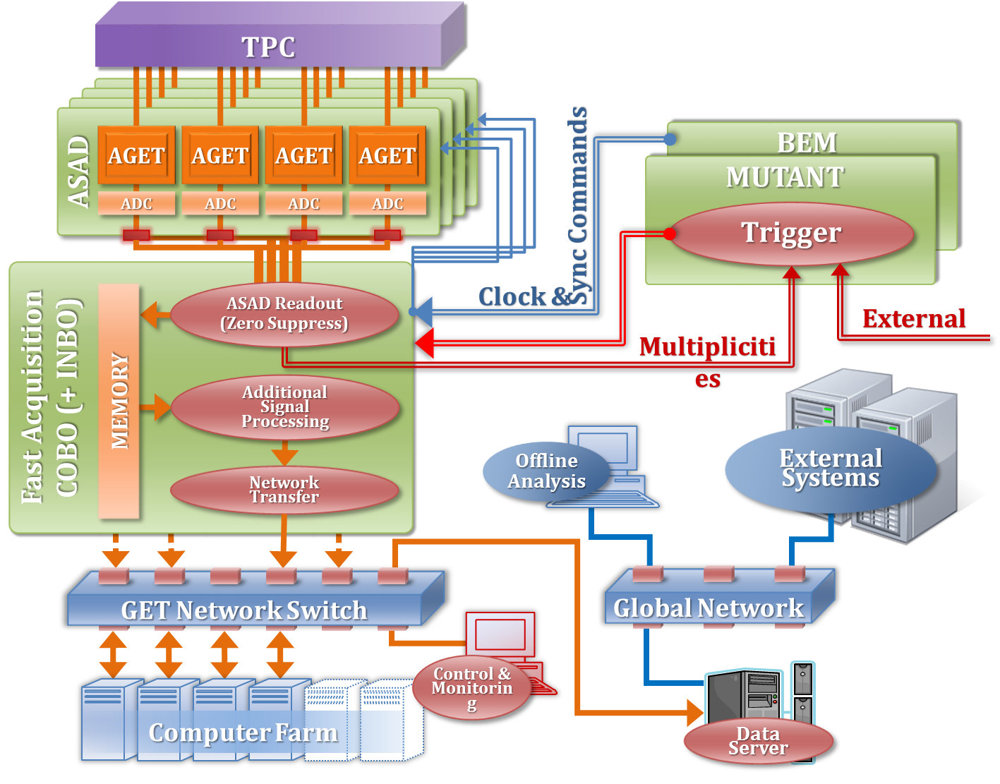 TPC
ASAD
AGET
AGET
AGET
AGET
ADC
ADC
ADC
ADC
Clock &
Sync Commands
BEM
MUTANT
Trigger
External
Multipliciti
es
Fast Acquisition
COBO (+ INBO)
MEMORY
ASAD Readout
(Zero Suppress)
Additional
Signal
Processing
Network
Transfer
Offline
Analysis
External
Systems
GET Network Switch
Global Network
Control &
Monitorin
g
Computer Farm
Data
Server